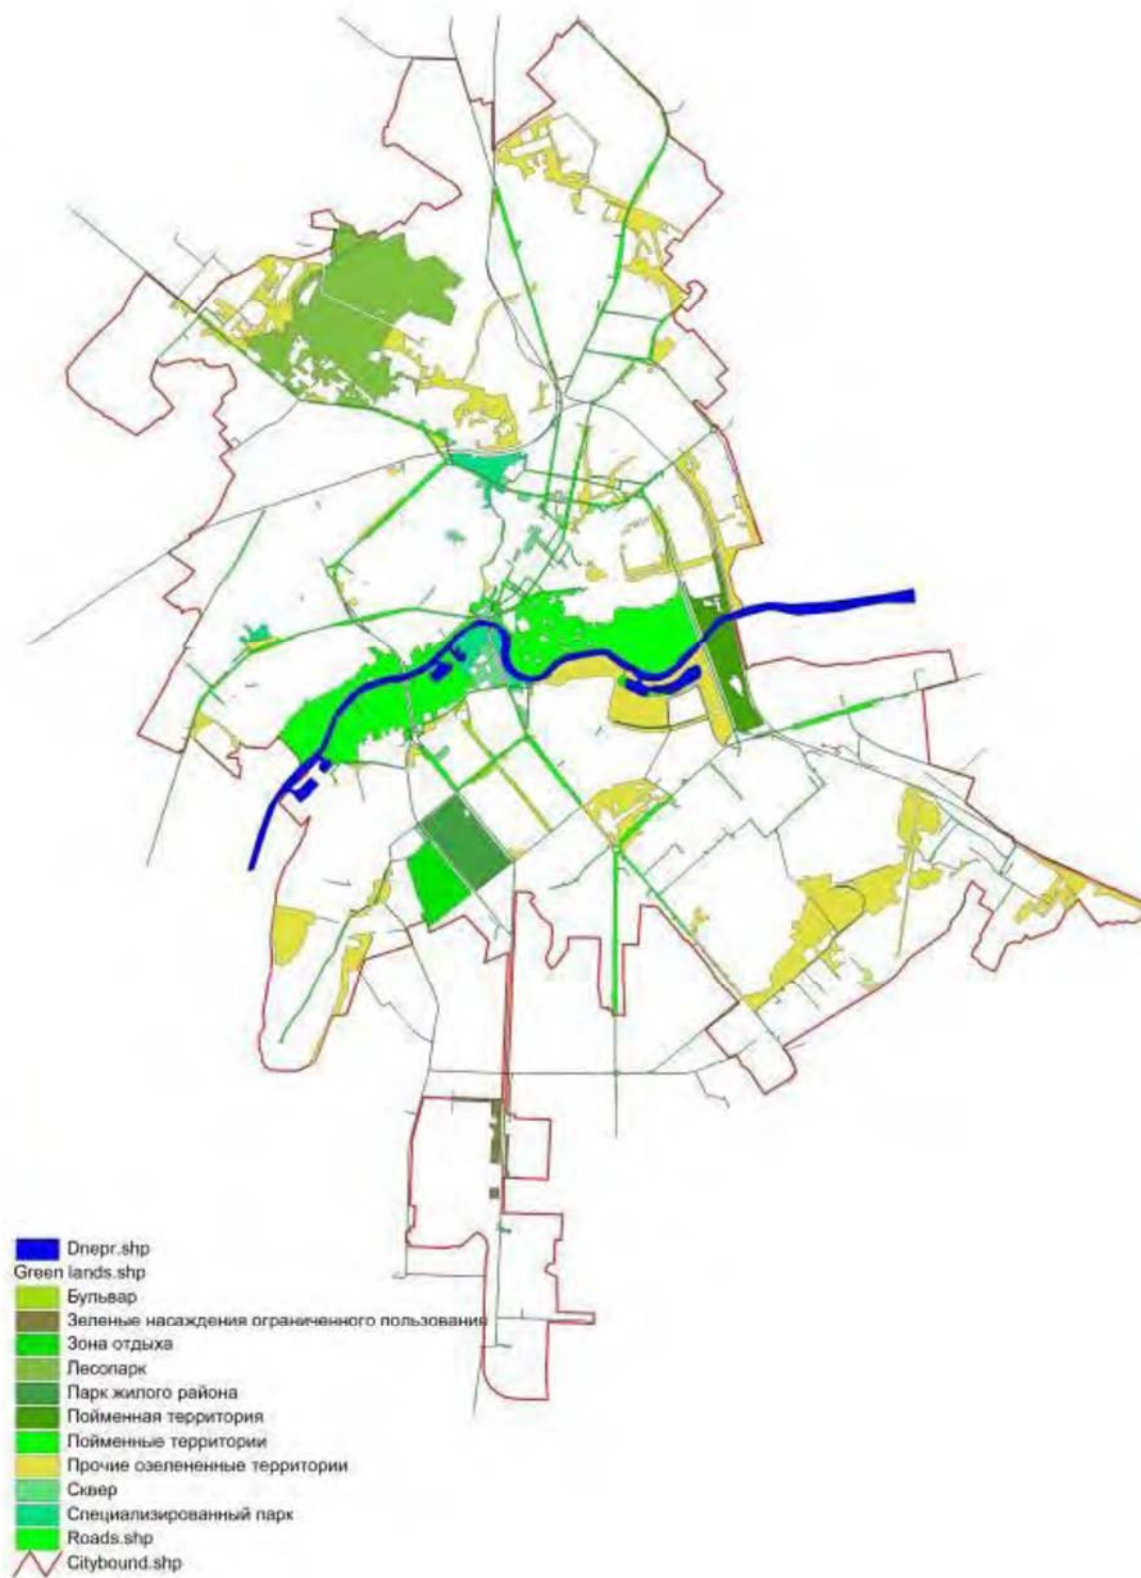 Dnepr.shp
Green lands.shp
Бульвар
Зеленые насаждения ограниченного пользования
Зона отдыха
Лесопарк
Парк жилого района
Пойменная территория
Пойменные территории
Прочие озелененные территории
Сквер
Специализированный парк
Roads.shp
Citybound.shp